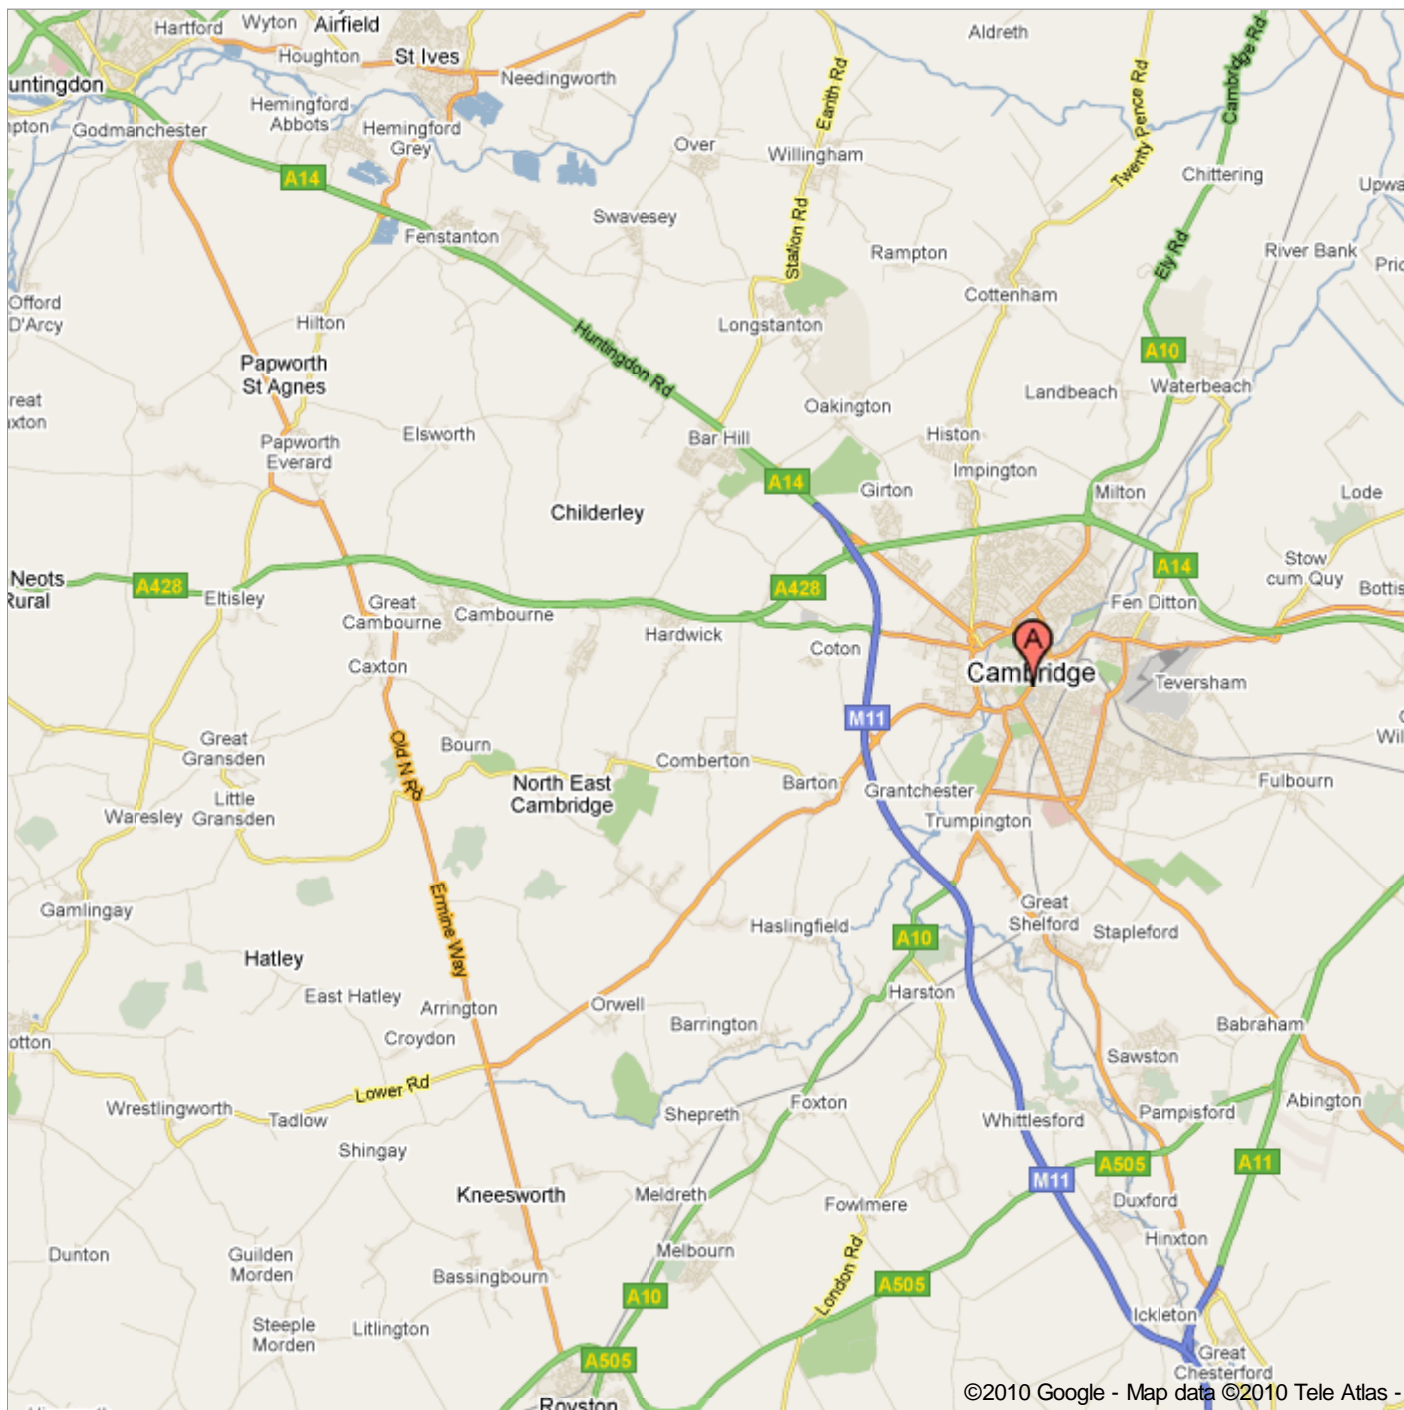 Hartford
Wyton
Airfield
Houghton
St Ives
Needingworth
Aldreth
Cambridge Rd
Earith Rd
Twenty Pence Rd
untingdon
mpton
Godmanchester
Hemingford
Abbots
Hemingford
Grey
Over
Willingham
Chittering
Upwa
A14
Swavesey
Fenstanton
Station Rd
Rampton
Ely Rd
River Bank
Pric
Offord
D'Arcy
Hilton
Cottenham
Longstanton
Huntingdon Rd
Papworth
St Agnes
A10
Landbeach
Waterbeach
reat
xton
Oakington
Papworth
Everard
Elsworth
Bar Hill
Histon
Impington
A14
Girton
Milton
Lode
Childerley
Neots
Rural
A428
Eltisley
Great
Cambourne
Cambourne
A428
Hardwick
Coton
A14
Fen Ditton
Stow
cum Quy
Bottis
A
Cambridge
Caxton
Teversham
M11
Great
Gransden
Bourn
Old N Rd
Comberton
North East
Cambridge
Barton
Grantchester
Fulbourn
Wil
Little
Gransden
Waresley
Trumpington
Gamlingay
Ermine Way
Haslingfield
Great
Shelford
Stapleford
A10
Hatley
East Hatley
Arrington
Orwell
Harston
Croydon
Barrington
Babraham
otton
Sawston
Lower Rd
Wrestlingworth
Tadlow
Shepreth
Foxton
Whittlesford
Pampisford
Abington
Shingay
A505
A11
M11
Kneesworth
Meldreth
Fowlmere
Duxford
Hinxton
Dunton
Guilden
Morden
Melbourn
London Rd
Bassingbourn
A10
A505
Ickleton
Steeple
Morden
Litlington
A505
Great
Chesterford
Royston
©2010 Google - Map data ©2010 Tele Atlas -